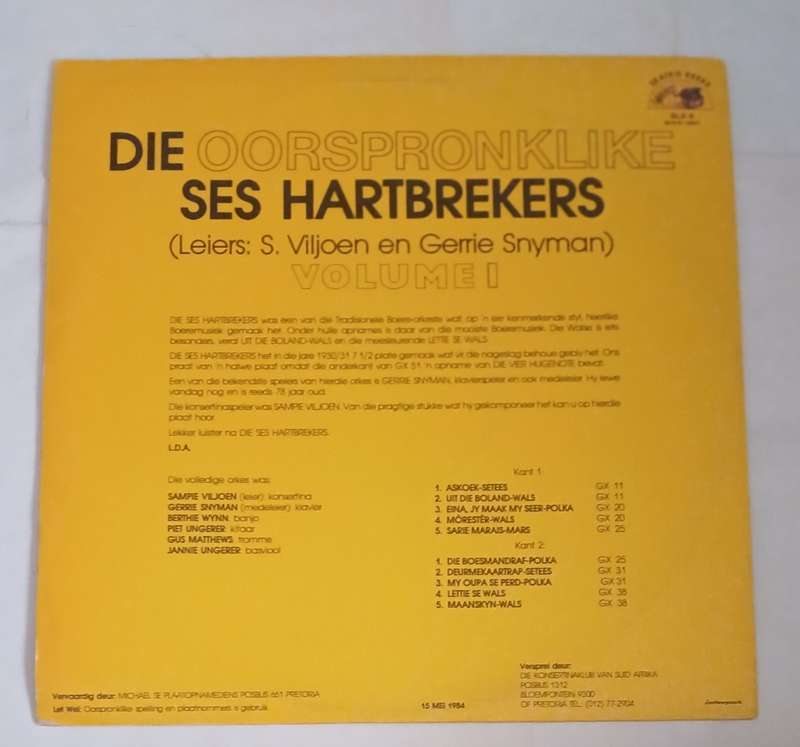 DIE OORSPRONKLIKE
SES HARTBREKERS
(Leiers: S. Viljoen en Gerrie Snyman)
VOLUME I
DIE SES HARTBREKERS was een van die Tradisionele Boere-orkeste wat, op 'n eie kenmerkende styl, heerlike
Boeremusiek gemaak het. Onder hulle opnames is daar van die mooiste Boeremusiek. Die Walse is iets
besonders, veral UIT DIE BOLAND-WALS en die meesleurende LETTIE SE WALS.
DIE SES HARTBREKERS het in die jare 1930/31 7 1/2 plate gemaak wat vir die nageslag behoue gebly het. Ons
praat van 'n halwe plaat omdat die onderkant van GX 51 'n opname van DIE VIER HUGENOTE bevat.
Een van die bekendste spelers van hierdie orkes is GERRIE SNYMAN, klavierspeler en ook medeleier. Hy lewe
vandag nog en is reeds 78 jaar oud.
Die konsertinaspeler was SAMPIE VILJOEN. Van die pragtige stukke wat hy gekomponeer het kan u op hierdie
plaat hoor.
Lekker luister na DIE SES HARTBREKERS.
L.D.A.
Die volledige orkes was:
SAMPIE VILJOEN (leier): konsertina
GERRIE SNYMAN (medeleier): klavier
BERTHIE WYNN: banjo
PIET UNGERER: kitaar
GUS MATTHEWS: tromme
JANNIE UNGERER: basviool
Kant 1:
1. ASKOEK-SETEES GX 11
2. UIT DIE BOLAND-WALS GX 11
3. EINA, JY MAAK MY SEER-POLKA GX 20
4. MÔRESTÊR-WALS GX 20
5. SARIE MARAIS-MARS GX 25
Kant 2:
1. DIE BOESMANDRAF-POLKA GX 25
2. DEURMEKAARTRAP-SETEES GX 31
3. MY OUPA SE PERD-POLKA GX 31
4. LETTIE SE WALS GX 38
5. MAANSKYN-WALS GX 38
Vervaardig deur: MICHAEL SE PLAATOPNAMEDIENS POSBUS 661 PRETORIA
Let Wel: Oorspronklike spelling en plaatnommers is gebruik.
15 MEI 1984
Versprei deur:
DIE KONSERTINAKLUB VAN SUID AFRIKA
POSBUS 1312
BLOEMFONTEIN 9300
OF PRETORIA TEL. (012) 77-2904